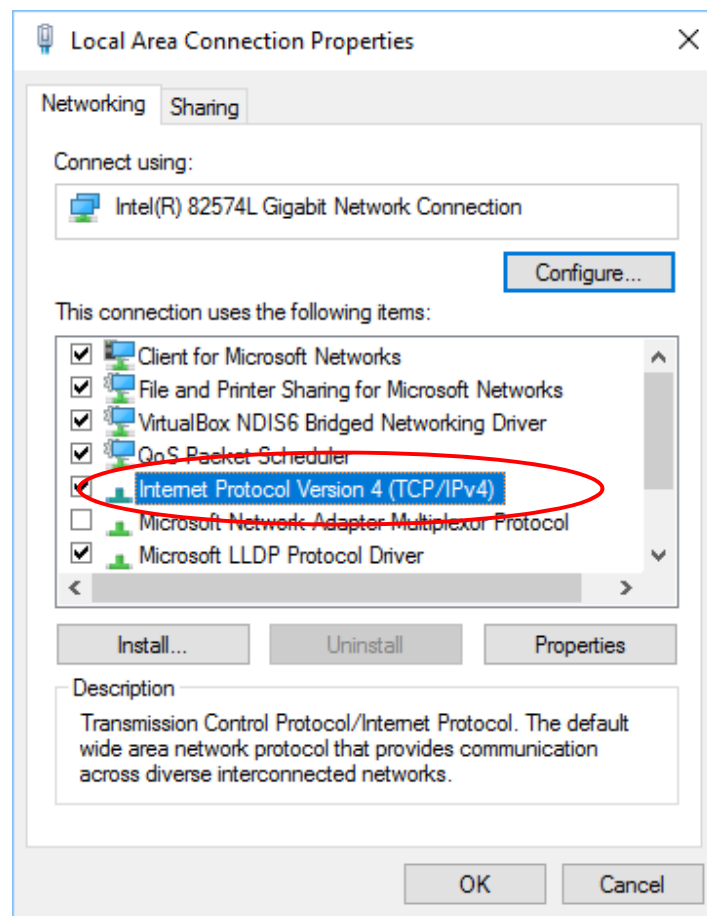 Local Area Connection Properties
Networking
Sharing
Connect using:
Intel(R) 82574L Gigabit Network Connection
Configure...
This connection uses the following items:
Client for Microsoft Networks
File and Printer Sharing for Microsoft Networks
VirtualBox NDIS6 Bridged Networking Driver
QoS Packet Scheduler
Internet Protocol Version 4 (TCP/IPv4)
Microsoft Network Adapter Multiplexor Protocol
Microsoft LLDP Protocol Driver
Install...
Uninstall
Properties
Description
Transmission Control Protocol/Internet Protocol. The default
wide area network protocol that provides communication
across diverse interconnected networks.
OK
Cancel